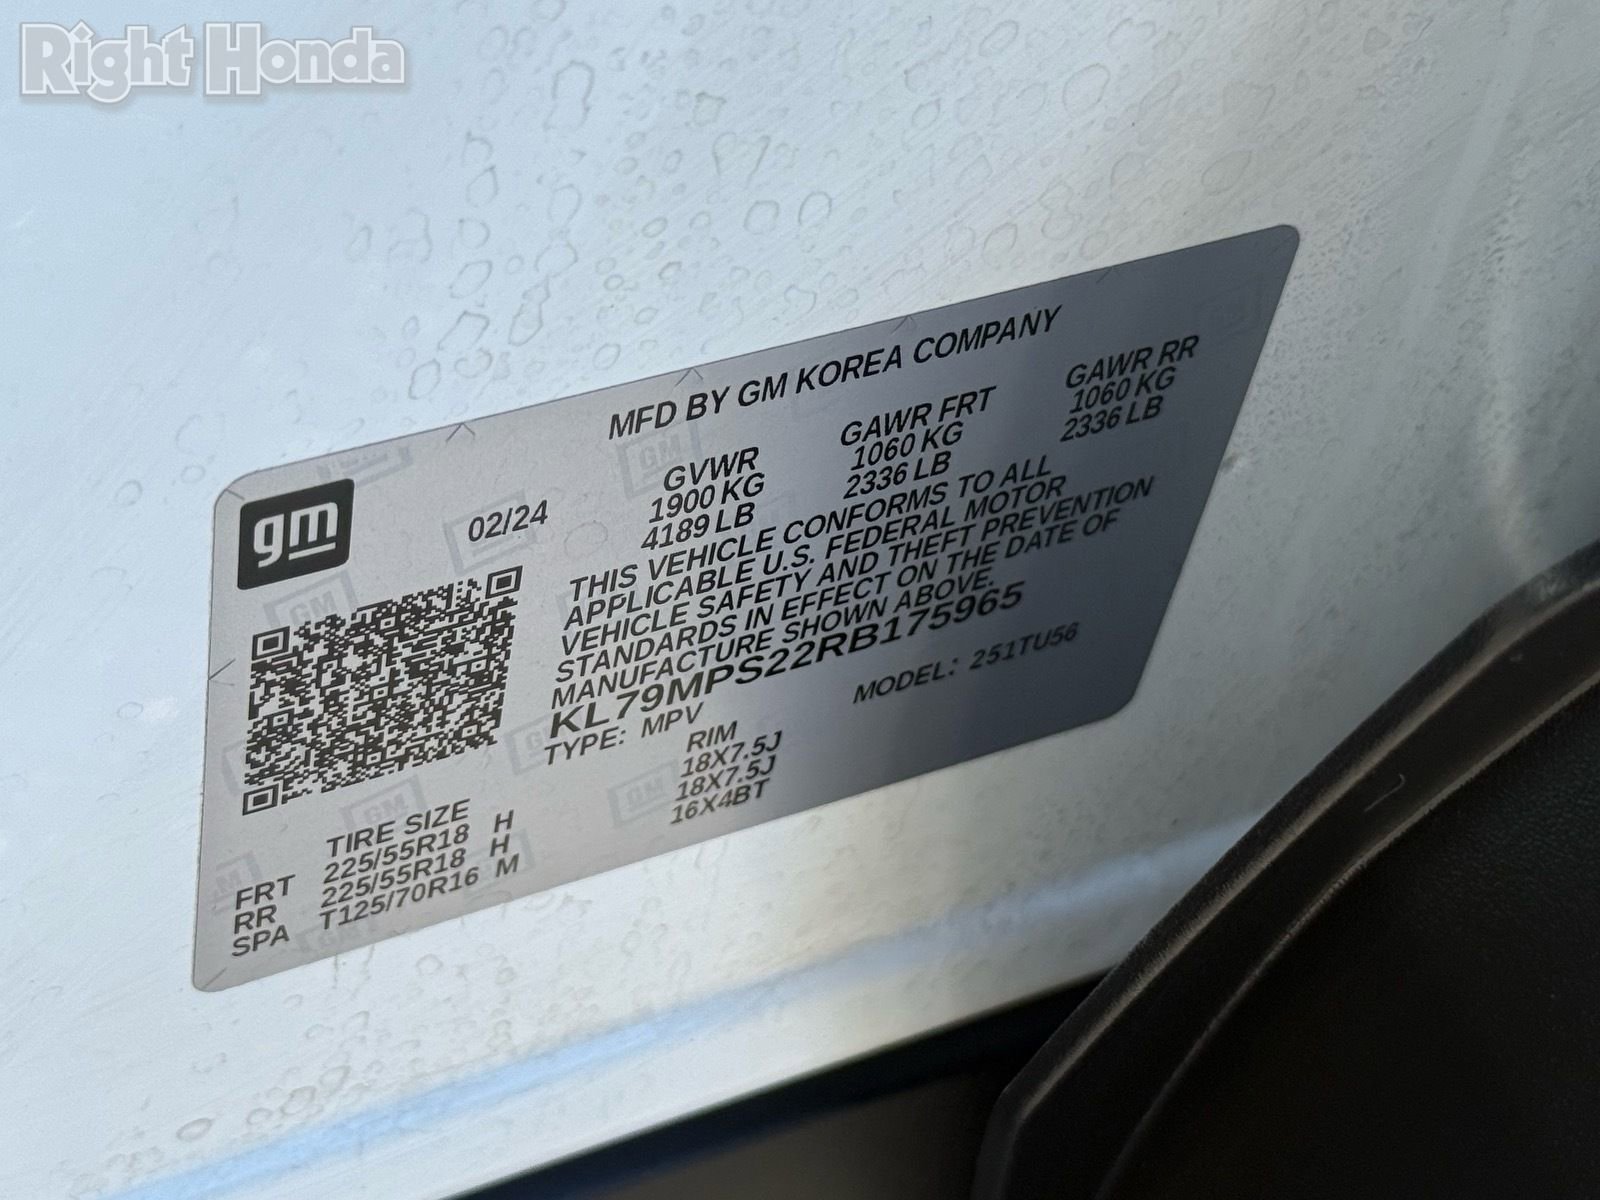 Right Honda
MFD BY GM KOREA COMPANY
gm
02/24
GVWR GAWR FRT GAWR RR
1900 KG 1060 KG 1060 KG
4189 LB 2336 LB 2336 LB
THIS VEHICLE CONFORMS TO ALL
APPLICABLE U.S. FEDERAL MOTOR
VEHICLE SAFETY AND THEFT PREVENTION
STANDARDS IN EFFECT ON THE DATE OF
MANUFACTURE SHOWN ABOVE.
KL79MPS22RB175965
TYPE: MPV MODEL: 251TU56
TIRE SIZE RIM
FRT 225/55R18 H 18X7.5J
RR 225/55R18 H 18X7.5J
SPA T125/70R16 M 16X4BT